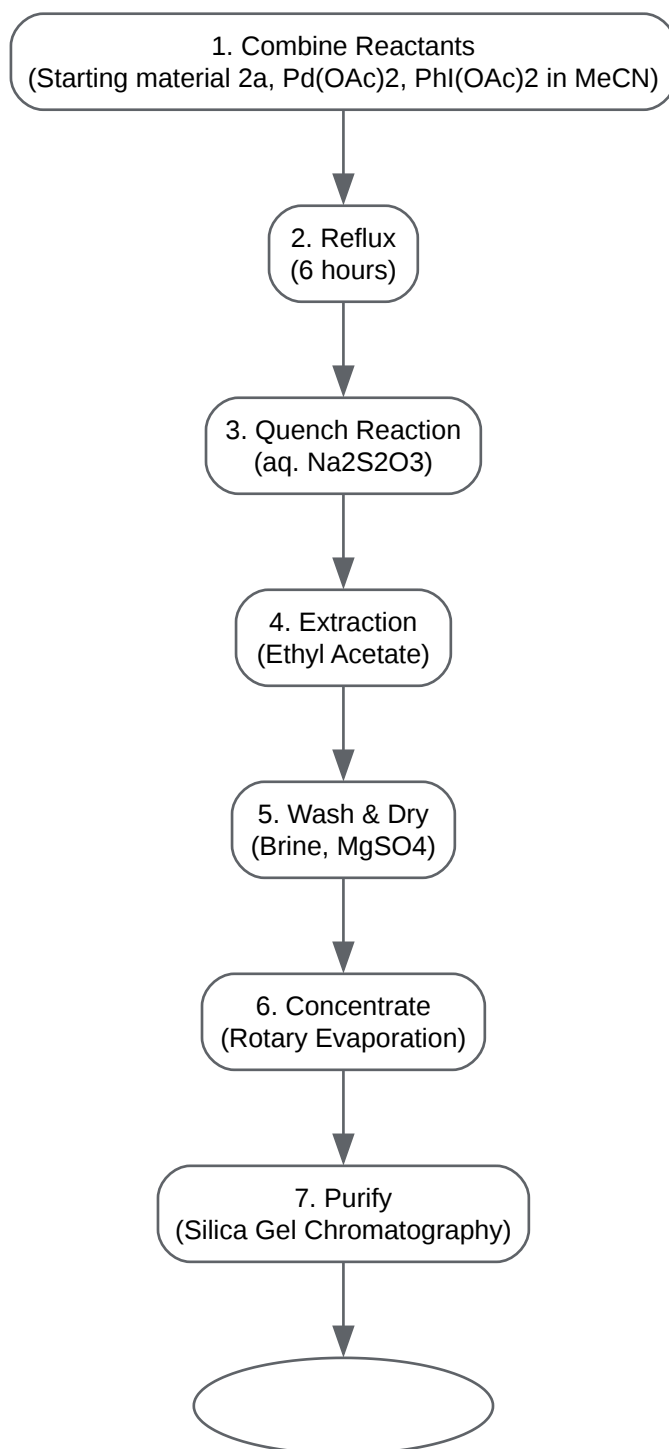 1. Combine Reactants
(Starting material 2a, Pd(OAc)2, PhI(OAc)2 in MeCN)
2. Reflux
(6 hours)
3. Quench Reaction
(aq. Na2S2O3)
4. Extraction
(Ethyl Acetate)
5. Wash & Dry
(Brine, MgSO4)
6. Concentrate
(Rotary Evaporation)
7. Purify
(Silica Gel Chromatography)